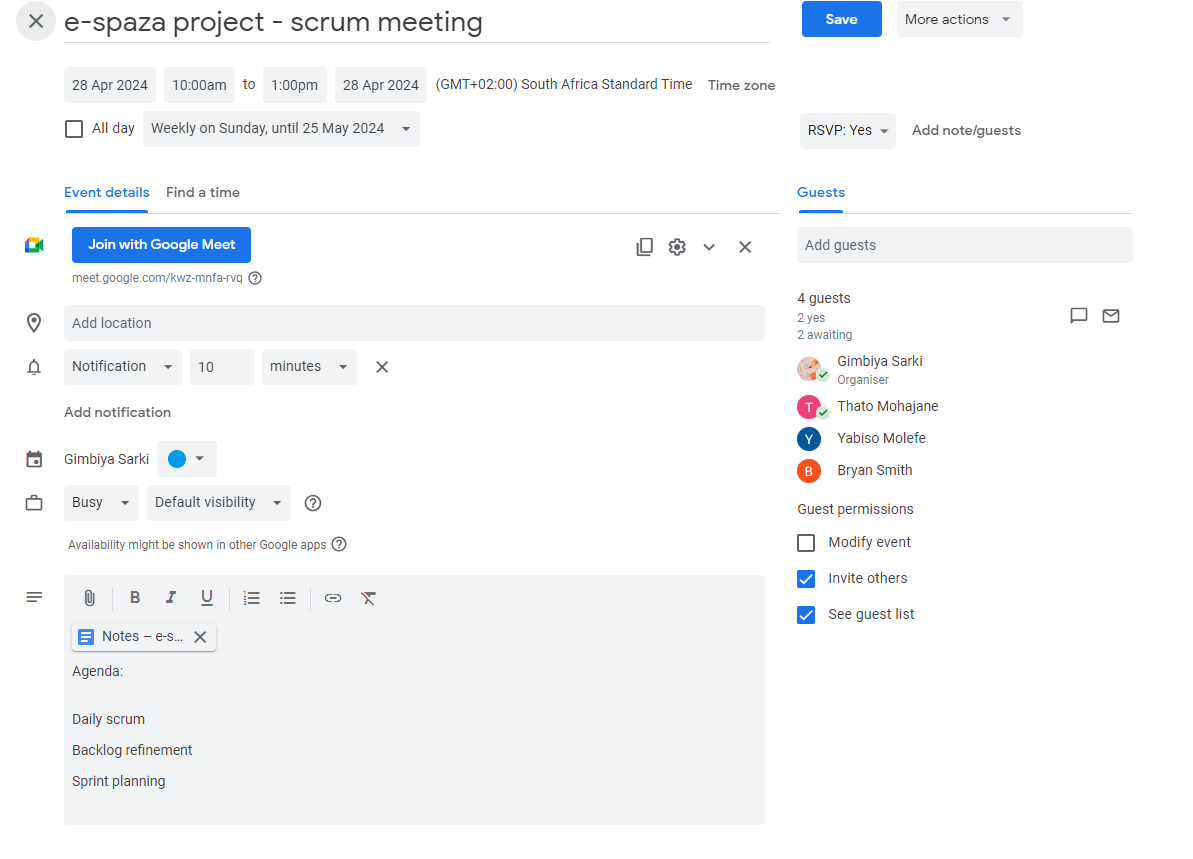 e-spaza project - scrum meeting
Save
More actions
28 Apr 2024 10:00am to 1:00pm 28 Apr 2024 (GMT+02:00) South Africa Standard Time Time zone
All day Weekly on Sunday, until 25 May 2024
RSVP: Yes Add note/guests
Event details Find a time
Join with Google Meet
meet.google.com/kwz-mnfa-rvq
Add location
Notification 10 minutes
Add notification
Gimbiya Sarki
Busy Default visibility
Availability might be shown in other Google apps
Notes – e-s...
Agenda:
Daily scrum
Backlog refinement
Sprint planning
Guests
Add guests
4 guests
2 yes
2 awaiting
Gimbiya Sarki
Organiser
T Thato Mohajane
Y Yabiso Molefe
B Bryan Smith
Guest permissions
Modify event
Invite others
See guest list